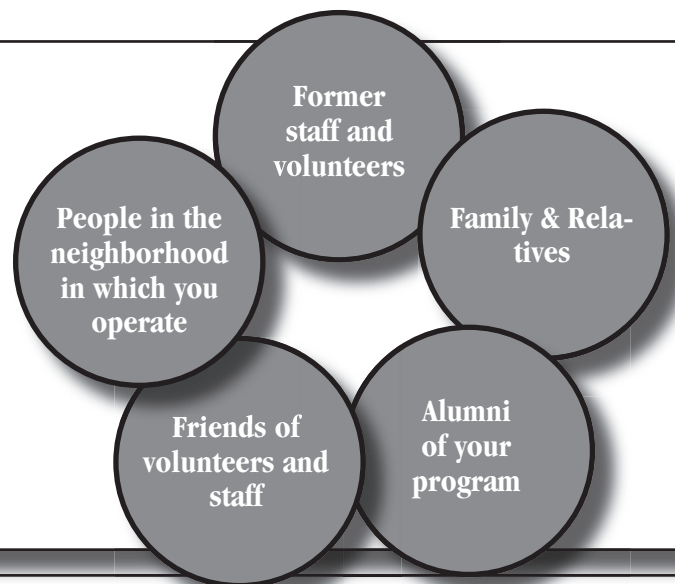 Former
staff and
volunteers
Family & Rela-
tives
People in the
neighborhood
in which you
operate
Alumni
of your
program
Friends of
volunteers and
staff